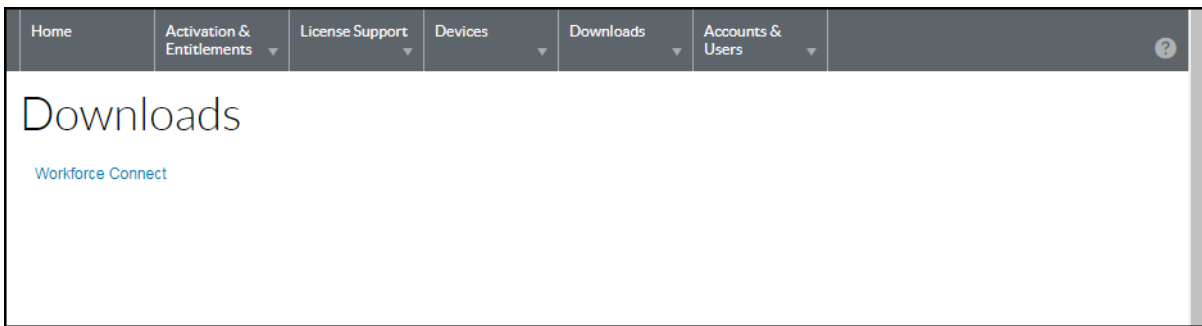 Home
Activation &
Entitlements
License Support
Devices
Downloads
Accounts &
Users
?
Downloads
Workforce Connect